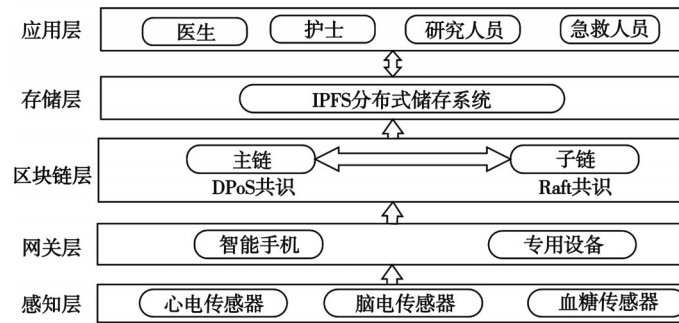 应用层
医生
护士
研究人员
急救人员
存储层
IPFS分布式储存系统
区块链层
主链
子链
DPoS共识
Raft共识
网关层
智能手机
专用设备
感知层
心电传感器
脑电传感器
血糖传感器